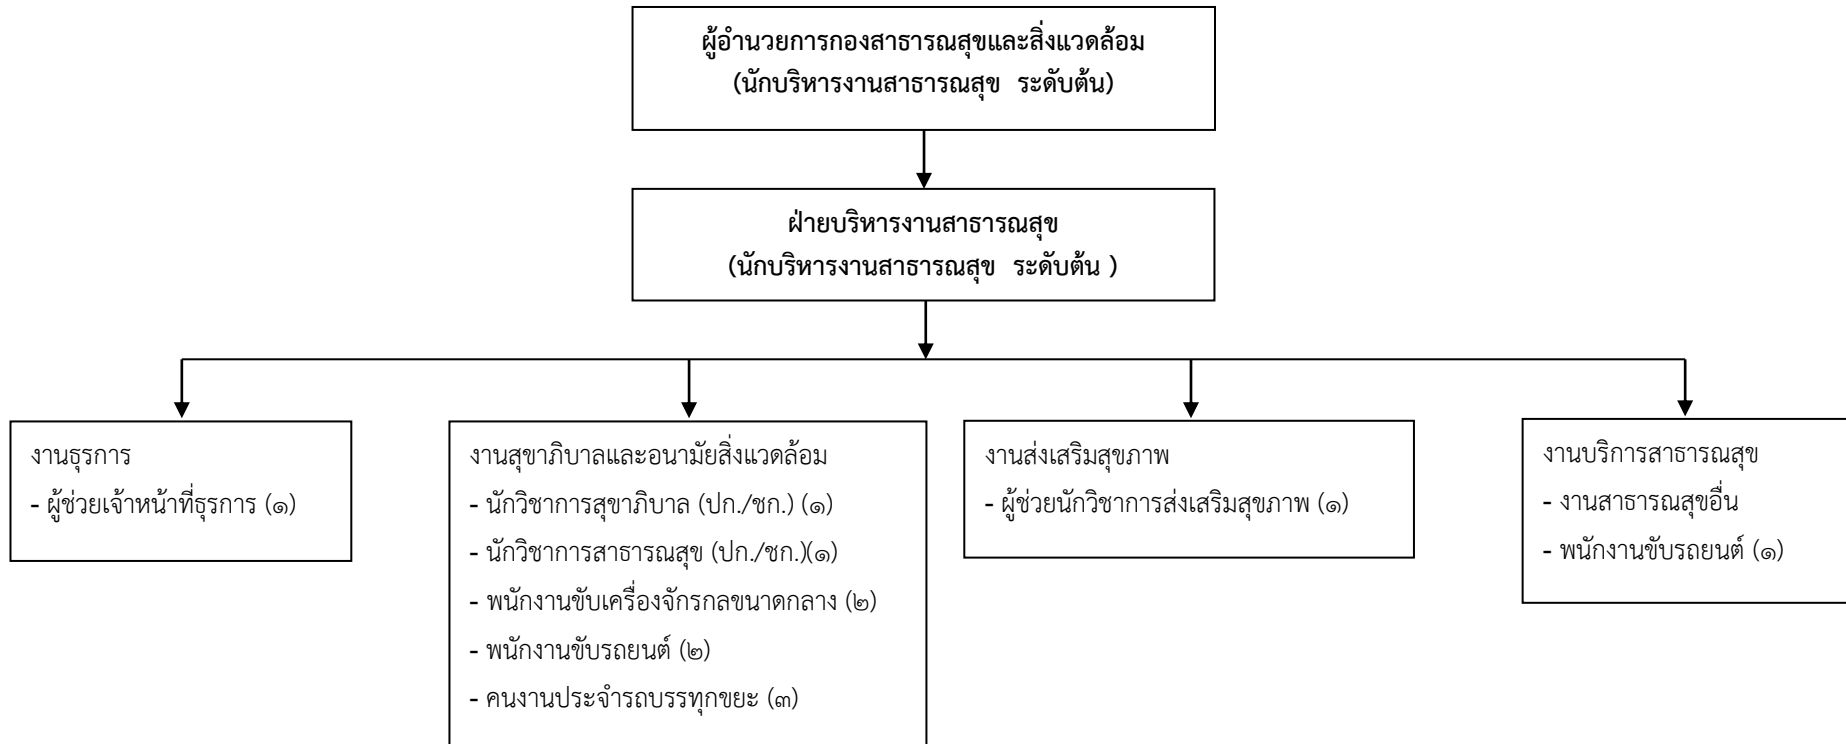 ผู้อำนวยการกองสาธารณสุขและสิ่งแวดล้อม
(นักบริหารงานสาธารณสุข ระดับต้น)
ฝ่ายบริหารงานสาธารณสุข
(นักบริหารงานสาธารณสุข ระดับต้น )
งานธุรการ
- ผู้ช่วยเจ้าหน้าที่ธุรการ (๑)
งานสุขาภิบาลและอนามัยสิ่งแวดล้อม
- นักวิชาการสุขาภิบาล (ปก./ชก.) (๑)
- นักวิชาการสาธารณสุข (ปก./ชก.)(๑)
- พนักงานขับเครื่องจักรกลขนาดกลาง (๒)
- พนักงานขับรถยนต์ (๒)
- คนงานประจำรถบรรทุกขยะ (๓)
งานส่งเสริมสุขภาพ
- ผู้ช่วยนักวิชาการส่งเสริมสุขภาพ (๑)
งานบริการสาธารณสุข
- งานสาธารณสุขอื่น
- พนักงานขับรถยนต์ (๑)